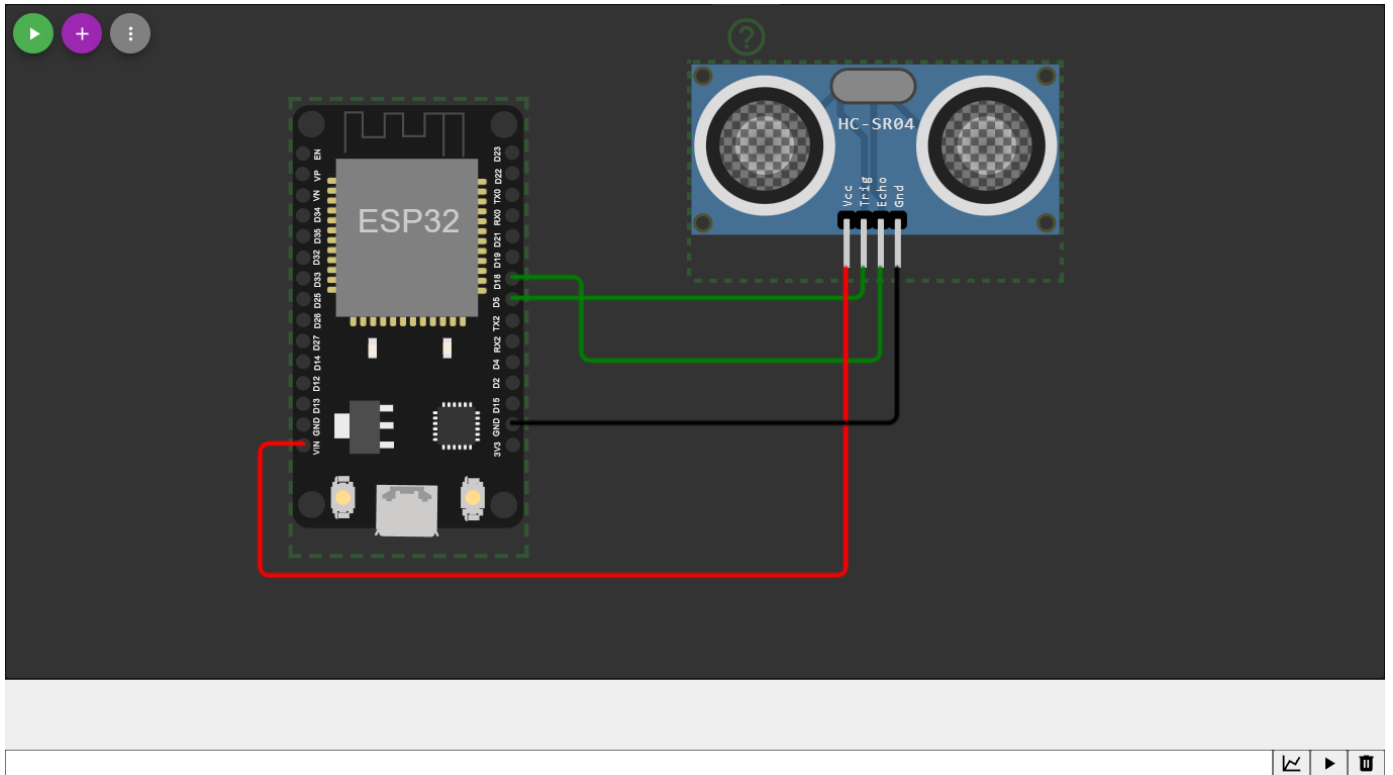 ?
HC-SR04
Vcc
Trig
Echo
Gnd
ESP32
EN
VP
VN
D34
D35
D32
D33
D25
D26
D27
D14
D12
D13
GND
VIN
D23
D22
TX0
RX0
D21
D19
D18
D5
TX2
RX2
D4
D2
D15
GND
3V3